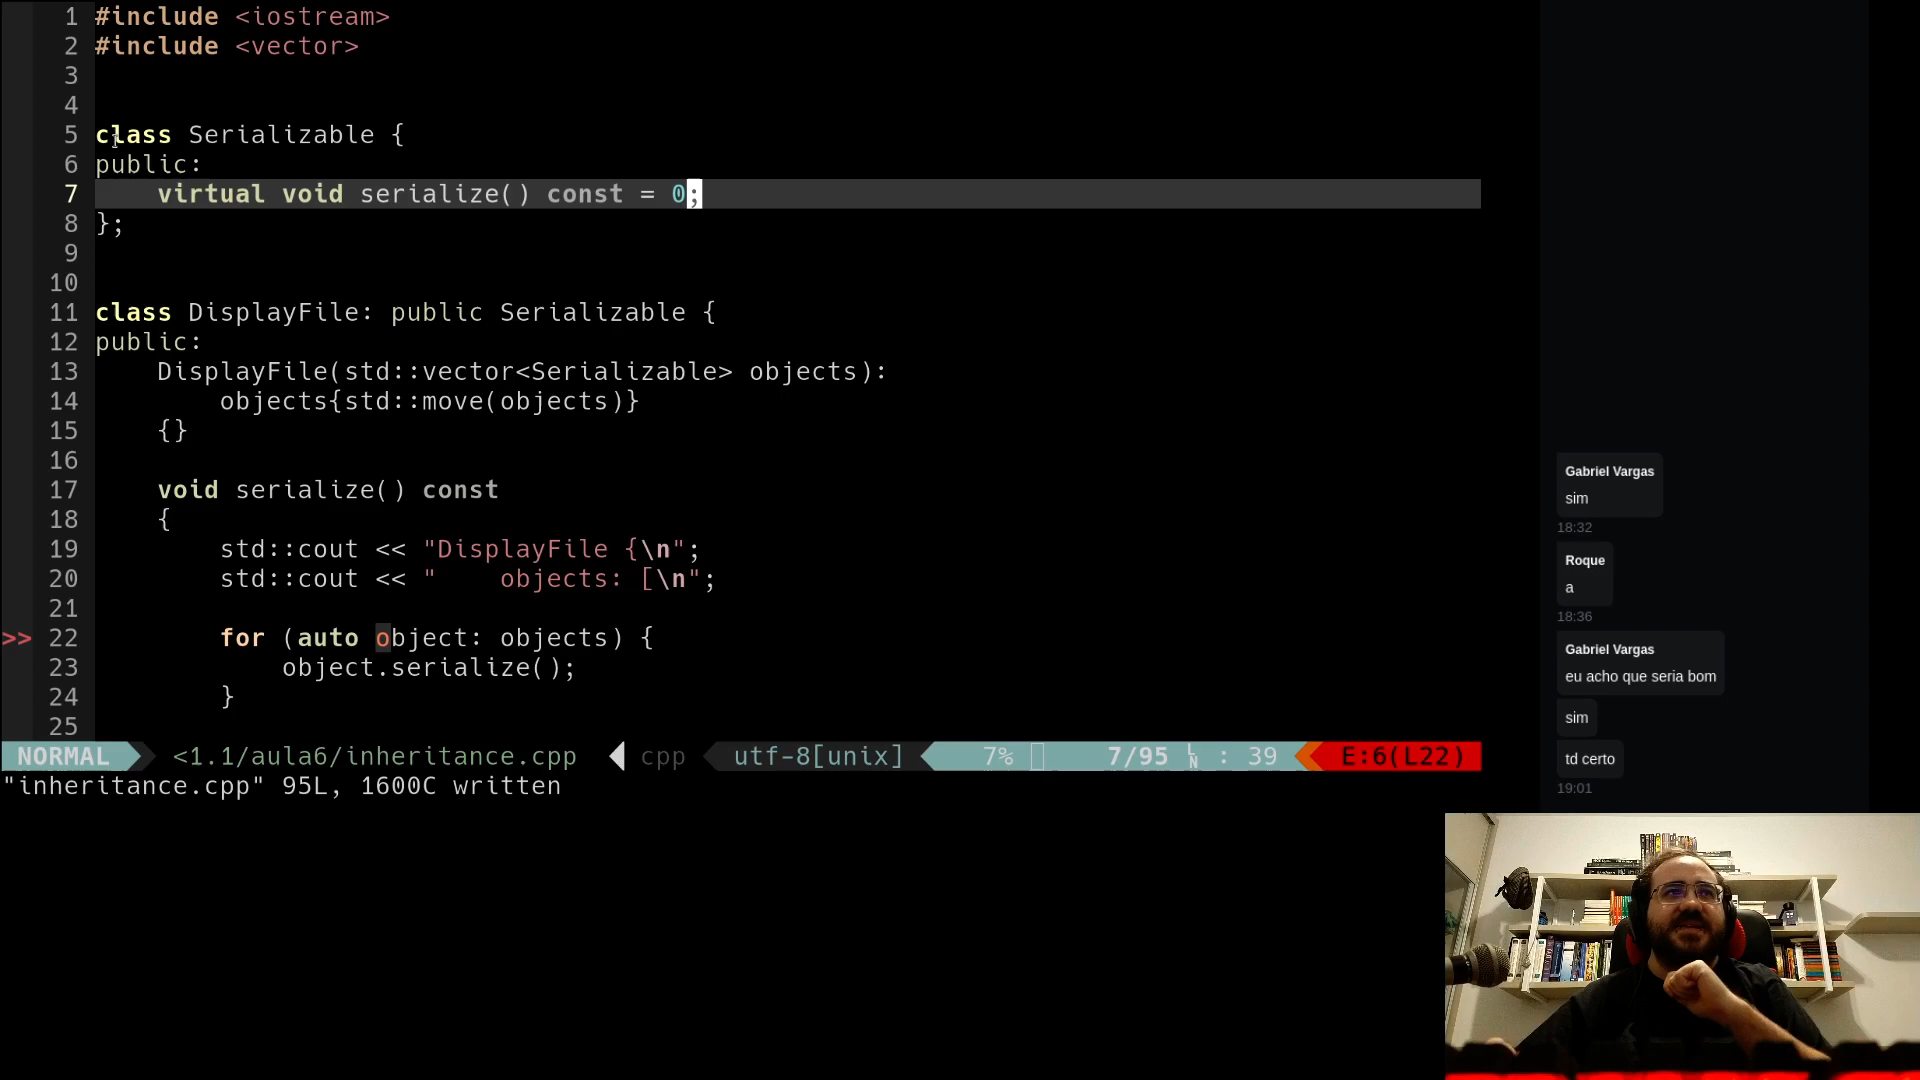 1 #include <iostream>
2 #include <vector>
3
4
5 class Serializable {
6 public:
7     virtual void serialize() const = 0;
8 };
9
10
11 class DisplayFile: public Serializable {
12 public:
13     DisplayFile(std::vector<Serializable> objects):
14         objects{std::move(objects)}
15     {}
16
17     void serialize() const
18     {
19         std::cout << "DisplayFile {\n";
20         std::cout << "    objects: [\n";
21
>> 22         for (auto object: objects) {
23             object.serialize();
24         }
25
NORMAL <1.1/aula6/inheritance.cpp cpp utf-8[unix] 7% 7/95 LN : 39 E:6(L22)
"inheritance.cpp" 95L, 1600C written
Gabriel Vargas
sim
18:32
Roque
a
18:36
Gabriel Vargas
eu acho que seria bom
sim
td certo
19:01